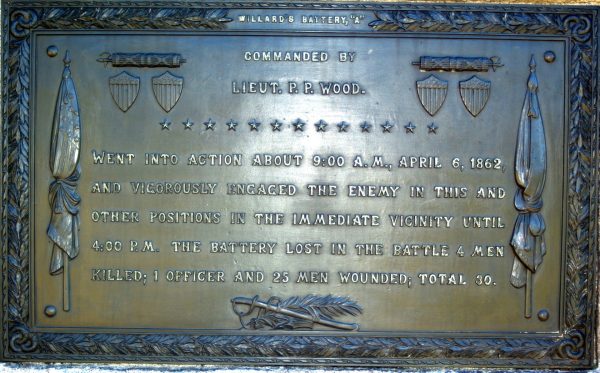 WILLARD'S BATTERY, "A"
COMMANDED BY
LIEUT. P. P. WOOD.
WENT INTO ACTION ABOUT 9:00 A. M., APRIL 6, 1862,
AND VIGOROUSLY ENGAGED THE ENEMY IN THIS AND
OTHER POSITIONS IN THE IMMEDIATE VICINITY UNTIL
4:00 P.M. THE BATTERY LOST IN THE BATTLE 4 MEN
KILLED; 1 OFFICER AND 25 MEN WOUNDED; TOTAL 30.